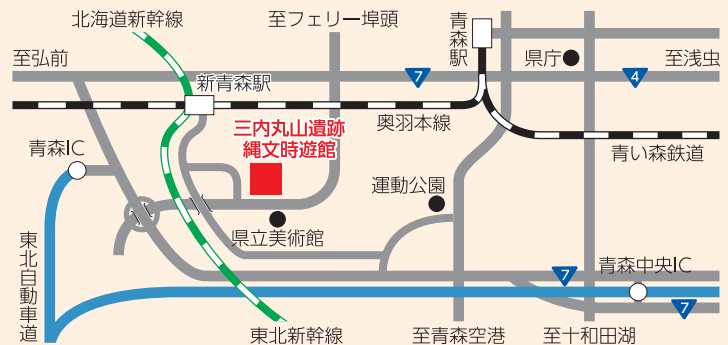 北海道新幹線
至フェリー埠頭
青森駅
県庁
至弘前
7
4
至浅虫
新青森駅
奥羽本線
三内丸山遺跡
縄文時遊館
青い森鉄道
青森IC
運動公園
県立美術館
東北自動車道
青森中央IC
7
7
東北新幹線
至青森空港
至十和田湖